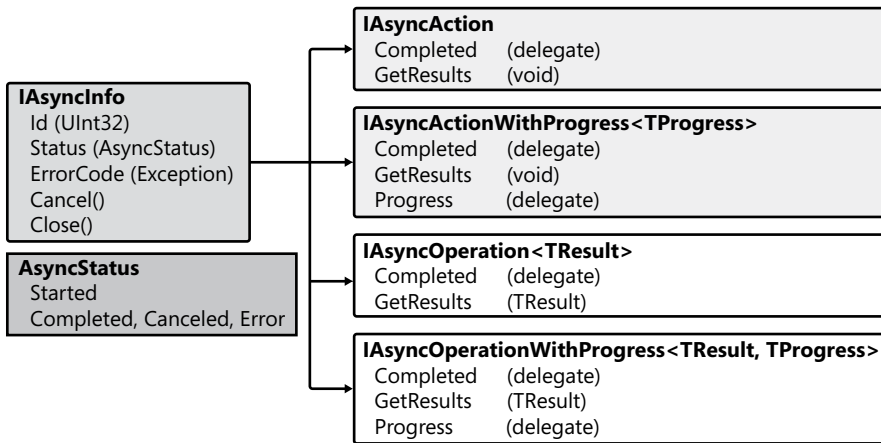 IAsyncInfo
Id (UInt32)
Status (AsyncStatus)
ErrorCode (Exception)
Cancel()
Close()
AsyncStatus
Started
Completed, Canceled, Error
IAsyncAction
Completed (delegate)
GetResults (void)
IAsyncActionWithProgress<TProgress>
Completed (delegate)
GetResults (void)
Progress (delegate)
IAsyncOperation<TResult>
Completed (delegate)
GetResults (TResult)
IAsyncOperationWithProgress<TResult, TProgress>
Completed (delegate)
GetResults (TResult)
Progress (delegate)